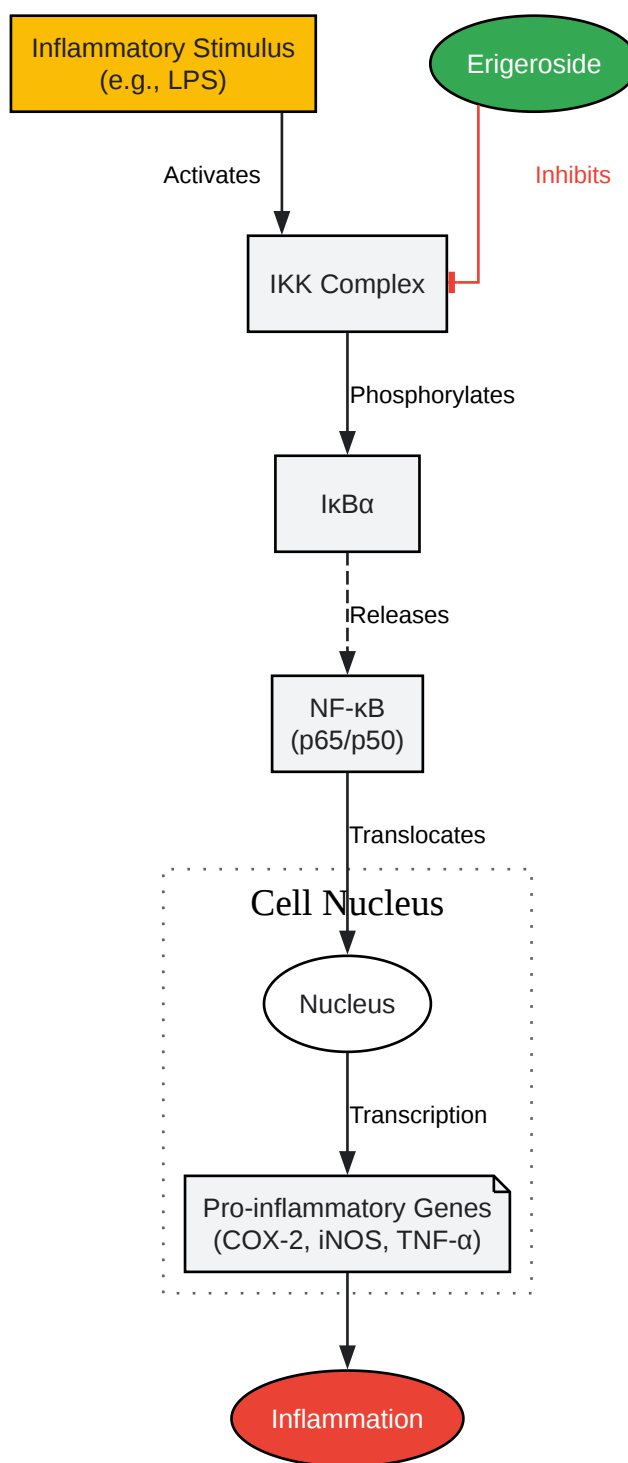 Inflammatory Stimulus
(e.g., LPS)
Erigeroside
Activates
Inhibits
IKK Complex
Phosphorylates
IκBα
Releases
NF-κB
(p65/p50)
Translocates
Cell Nucleus
Nucleus
Transcription
Pro-inflammatory Genes
(COX-2, iNOS, TNF-α)
Inflammation